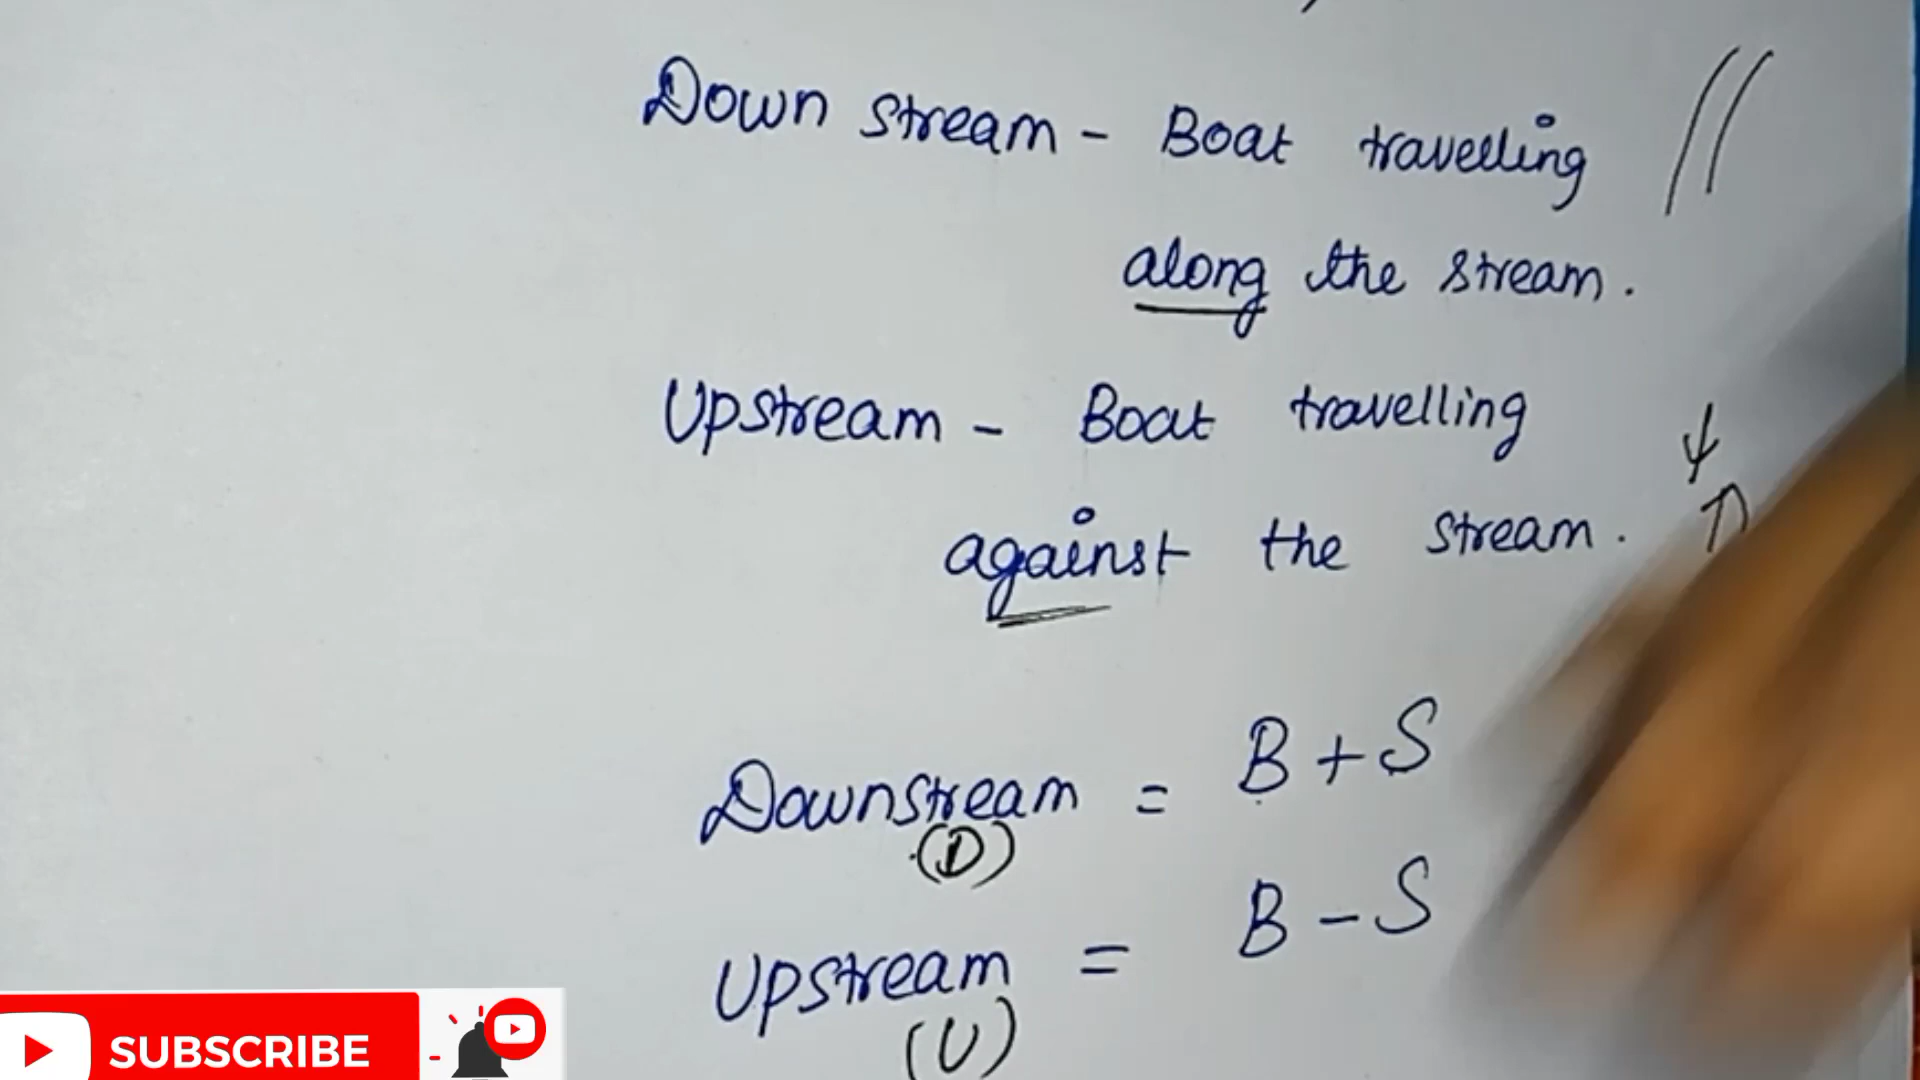 Down stream - Boat travelling
along the stream.
Upstream - Boat travelling
against the stream.
Downstream = B + S
(D)
Upstream = B - S
(U)
SUBSCRIBE